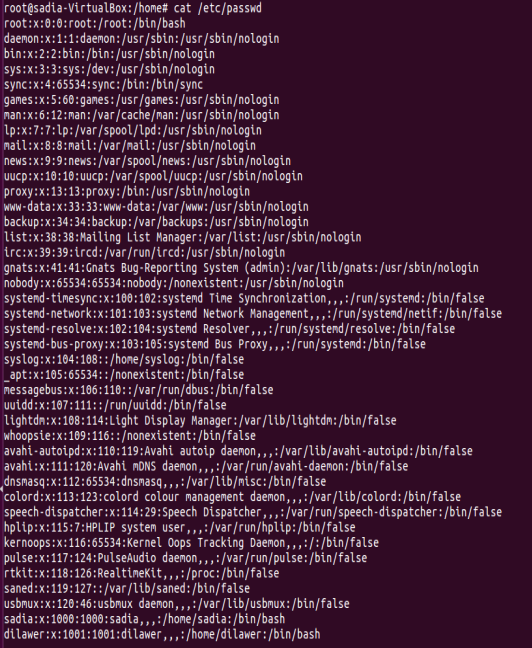 root@sadia-VirtualBox:/home# cat /etc/passwd
root:x:0:0:root:/root:/bin/bash
daemon:x:1:1:daemon:/usr/sbin:/usr/sbin/nologin
bin:x:2:2:bin:/bin:/usr/sbin/nologin
sys:x:3:3:sys:/dev:/usr/sbin/nologin
sync:x:4:65534:sync:/bin:/bin/sync
games:x:5:60:games:/usr/games:/usr/sbin/nologin
man:x:6:12:man:/var/cache/man:/usr/sbin/nologin
lp:x:7:7:lp:/var/spool/lpd:/usr/sbin/nologin
mail:x:8:8:mail:/var/mail:/usr/sbin/nologin
news:x:9:9:news:/var/spool/news:/usr/sbin/nologin
uucp:x:10:10:uucp:/var/spool/uucp:/usr/sbin/nologin
proxy:x:13:13:proxy:/bin:/usr/sbin/nologin
www-data:x:33:33:www-data:/var/www:/usr/sbin/nologin
backup:x:34:34:backup:/var/backups:/usr/sbin/nologin
list:x:38:38:Mailing List Manager:/var/list:/usr/sbin/nologin
irc:x:39:39:ircd:/var/run/ircd:/usr/sbin/nologin
gnats:x:41:41:Gnats Bug-Reporting System (admin):/var/lib/gnats:/usr/sbin/nologin
nobody:x:65534:65534:nobody:/nonexistent:/usr/sbin/nologin
systemd-timesync:x:100:102:systemd Time Synchronization,,,:/run/systemd:/bin/false
systemd-network:x:101:103:systemd Network Management,,,:/run/systemd/netif:/bin/false
systemd-resolve:x:102:104:systemd Resolver,,,:/run/systemd/resolve:/bin/false
systemd-bus-proxy:x:103:105:systemd Bus Proxy,,,:/run/systemd:/bin/false
syslog:x:104:108::/home/syslog:/bin/false
_apt:x:105:65534::/nonexistent:/bin/false
messagebus:x:106:110::/var/run/dbus:/bin/false
uuidd:x:107:111::/run/uuidd:/bin/false
lightdm:x:108:114:Light Display Manager:/var/lib/lightdm:/bin/false
whoopsie:x:109:116::/nonexistent:/bin/false
avahi-autoipd:x:110:119:Avahi autoip daemon,,,:/var/lib/avahi-autoipd:/bin/false
avahi:x:111:120:Avahi mDNS daemon,,,:/var/run/avahi-daemon:/bin/false
dnsmasq:x:112:65534:dnsmasq,,,:/var/lib/misc:/bin/false
colord:x:113:123:colord colour management daemon,,,:/var/lib/colord:/bin/false
speech-dispatcher:x:114:29:Speech Dispatcher,,,:/var/run/speech-dispatcher:/bin/false
hplip:x:115:7:HPLIP system user,,,:/var/run/hplip:/bin/false
kernoops:x:116:65534:Kernel Oops Tracking Daemon,,,:/:/bin/false
pulse:x:117:124:PulseAudio daemon,,,:/var/run/pulse:/bin/false
rtkit:x:118:126:RealtimeKit,,,:/proc:/bin/false
saned:x:119:127::/var/lib/saned:/bin/false
usbmux:x:120:46:usbmux daemon,,,:/var/lib/usbmux:/bin/false
sadia:x:1000:1000:sadia,,,:/home/sadia:/bin/bash
dilawer:x:1001:1001:dilawer,,,:/home/dilawer:/bin/bash